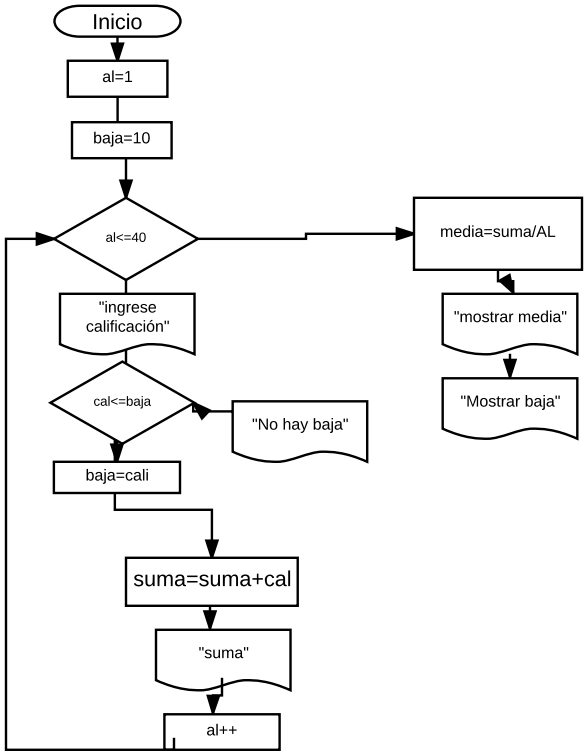 Inicio
al=1
baja=10
al<=40
"ingrese
calificación"
cal<=baja
"No hay baja"
baja=cali
suma=suma+cal
"suma"
al++
media=suma/AL
"mostrar media"
"Mostrar baja"